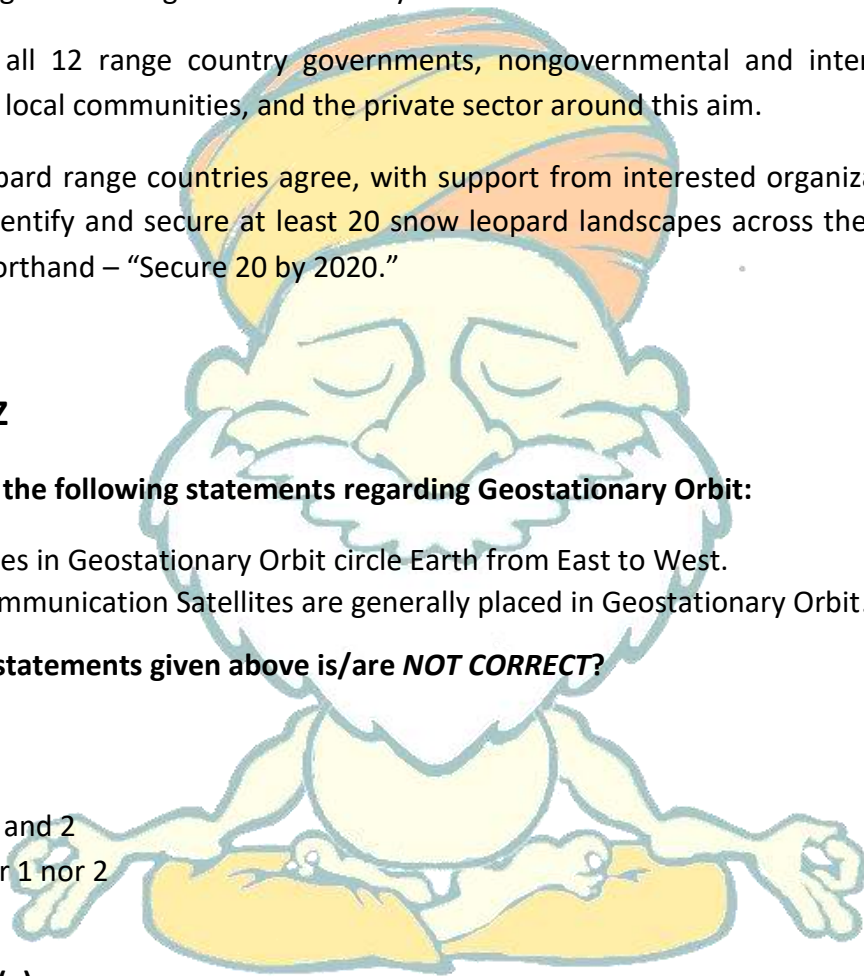 all 12 range country governments, nongovernmental and inter
local communities, and the private sector around this aim.
pard range countries agree, with support from interested organiza
entify and secure at least 20 snow leopard landscapes across the
orthand – “Secure 20 by 2020.”
Z
the following statements regarding Geostationary Orbit:
es in Geostationary Orbit circle Earth from East to West.
mmunication Satellites are generally placed in Geostationary Orbit.
statements given above is/are NOT CORRECT?
and 2
r 1 nor 2